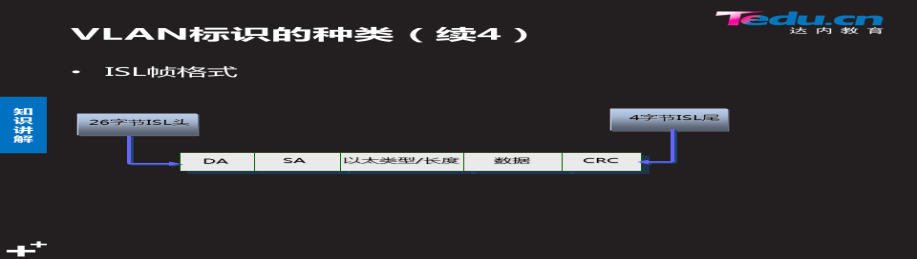 VLAN标识的种类（续4）
Tedu.cn
达内教育
• ISL帧格式
知识讲解
26字节ISL头
4字节ISL尾
DA SA 以太类型/长度 数据 CRC